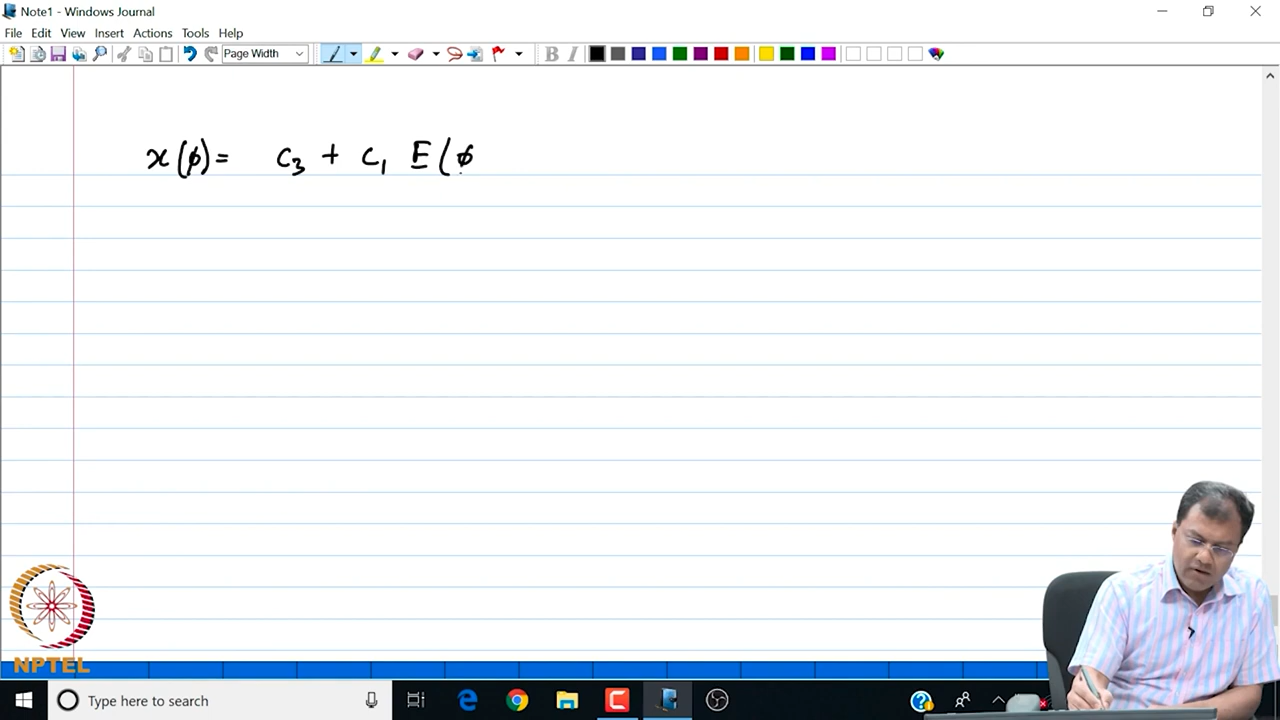 Note1 - Windows Journal
File Edit View Insert Actions Tools Help
Page Width
B I
x(ϕ) = c₃ + c₁ E(ϕ
NPTEL
Type here to search